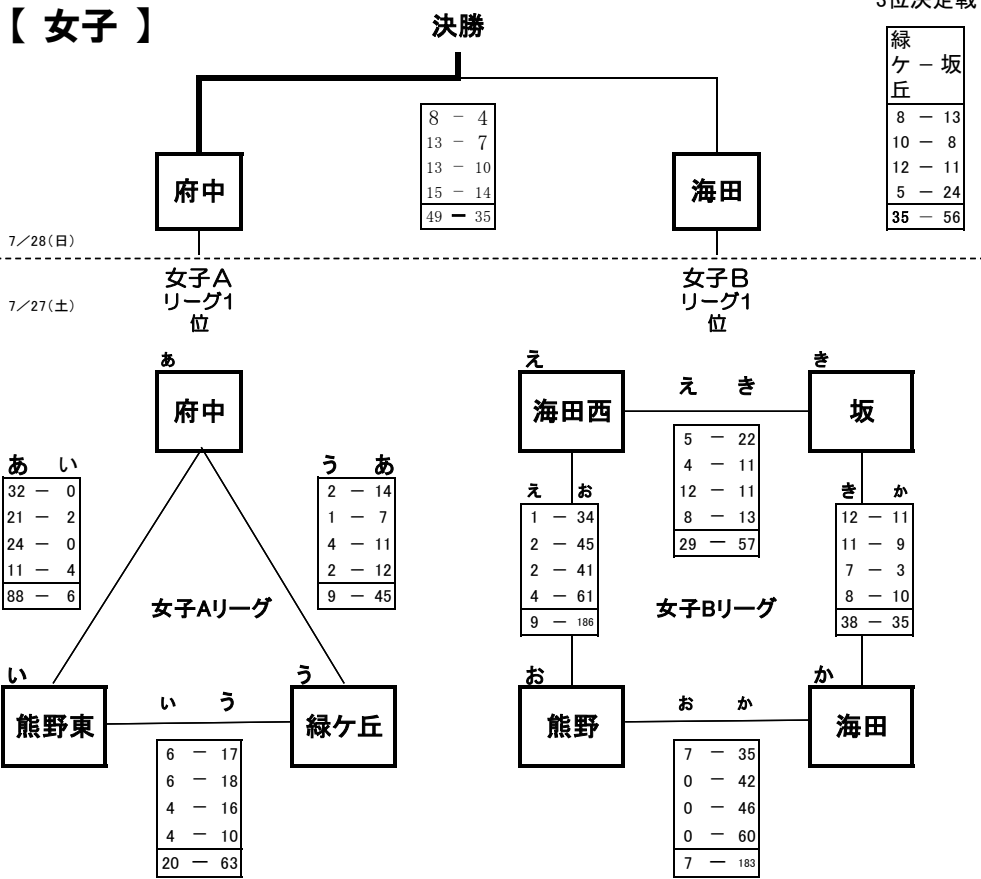 【 女子 】
決勝
3位決定戦
緑ケ丘 － 坂
8 － 13
10 － 8
12 － 11
5 － 24
35 － 56
8 － 4
13 － 7
13 － 10
15 － 14
49 － 35
府中
海田
7／28(日)
7／27(土)
女子A
リーグ1
位
女子B
リーグ1
位
あ
府中
あ い
32 － 0
21 － 2
24 － 0
11 － 4
88 － 6
う あ
2 － 14
1 － 7
4 － 11
2 － 12
9 － 45
女子Aリーグ
い
熊野東
う
緑ケ丘
い う
6 － 17
6 － 18
4 － 16
4 － 10
20 － 63
え
海田西
き
坂
え き
5 － 22
4 － 11
12 － 11
8 － 13
29 － 57
え お
1 － 34
2 － 45
2 － 41
4 － 61
9 － 186
き か
12 － 11
11 － 9
7 － 3
8 － 10
38 － 35
女子Bリーグ
お
熊野
か
海田
お か
7 － 35
0 － 42
0 － 46
0 － 60
7 － 183